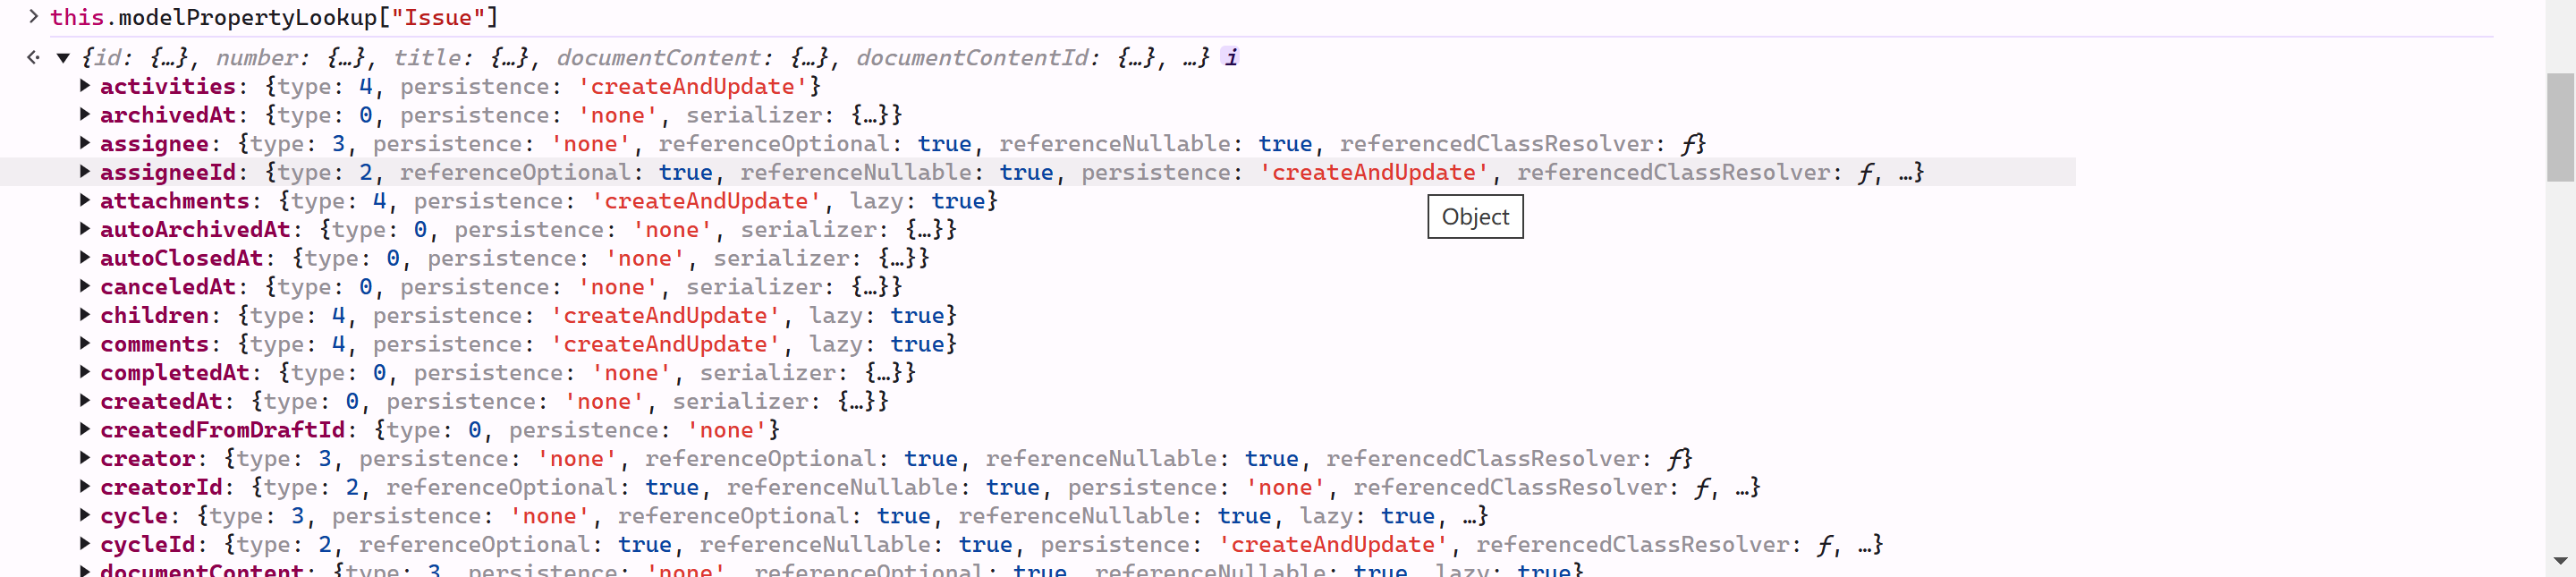 > this.modelPropertyLookup["Issue"]
{id: {…}, number: {…}, title: {…}, documentContent: {…}, documentContentId: {…}, …} i
activities: {type: 4, persistence: 'createAndUpdate'}
archivedAt: {type: 0, persistence: 'none', serializer: {…}}
assignee: {type: 3, persistence: 'none', referenceOptional: true, referenceNullable: true, referencedClassResolver: ƒ}
assigneeId: {type: 2, referenceOptional: true, referenceNullable: true, persistence: 'createAndUpdate', referencedClassResolver: ƒ, …}
attachments: {type: 4, persistence: 'createAndUpdate', lazy: true}
Object
autoArchivedAt: {type: 0, persistence: 'none', serializer: {…}}
autoClosedAt: {type: 0, persistence: 'none', serializer: {…}}
canceledAt: {type: 0, persistence: 'none', serializer: {…}}
children: {type: 4, persistence: 'createAndUpdate', lazy: true}
comments: {type: 4, persistence: 'createAndUpdate', lazy: true}
completedAt: {type: 0, persistence: 'none', serializer: {…}}
createdAt: {type: 0, persistence: 'none', serializer: {…}}
createdFromDraftId: {type: 0, persistence: 'none'}
creator: {type: 3, persistence: 'none', referenceOptional: true, referenceNullable: true, referencedClassResolver: ƒ}
creatorId: {type: 2, referenceOptional: true, referenceNullable: true, persistence: 'none', referencedClassResolver: ƒ, …}
cycle: {type: 3, persistence: 'none', referenceOptional: true, referenceNullable: true, lazy: true, …}
cycleId: {type: 2, referenceOptional: true, referenceNullable: true, persistence: 'createAndUpdate', referencedClassResolver: ƒ, …}
documentContent: {type: 3, persistence: 'none', referenceOptional: true, referenceNullable: true, lazy: true}